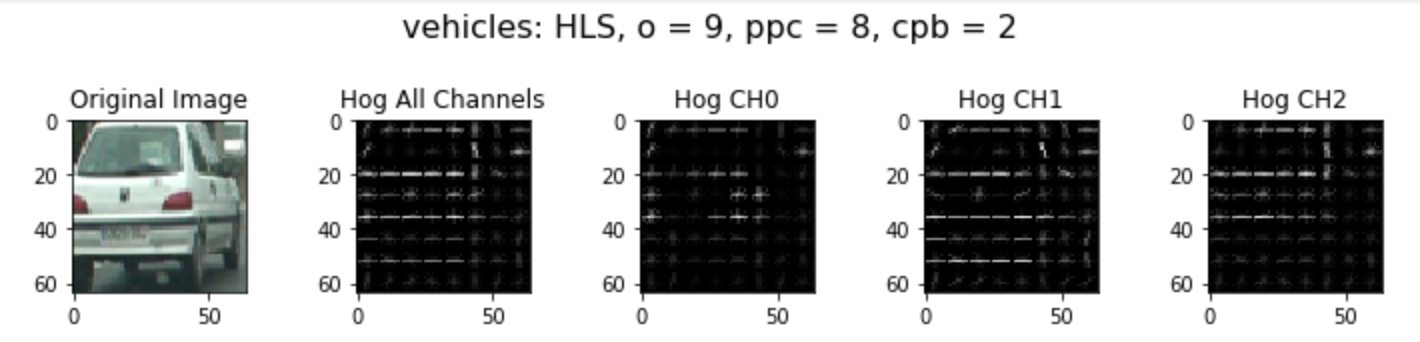 vehicles: HLS, o = 9, ppc = 8, cpb = 2
Original Image Hog All Channels Hog CH0 Hog CH1 Hog CH2
0 0 0 0 0
20 20 20 20 20
40 40 40 40 40
60 60 60 60 60
0 50 0 50 0 50 0 50 0 50